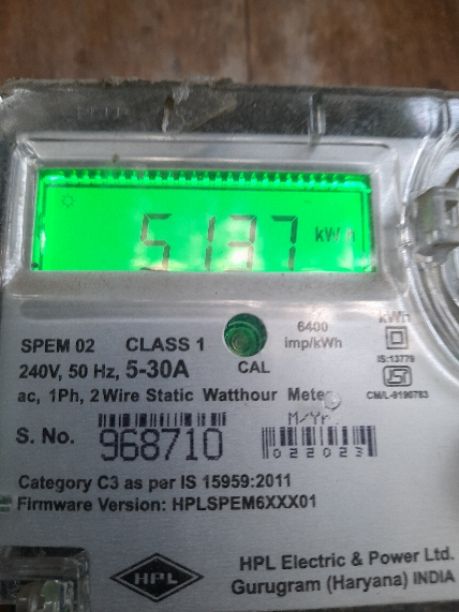 5137 kWh
SPEM 02 CLASS 1
240V, 50 Hz, 5-30A
CAL
6400
imp/kWh
kWh
IS:13779
CM/L-9190783
ac, 1Ph, 2 Wire Static Watthour Meter
M/Yr.
S. No. 968710
022023
Category C3 as per IS 15959:2011
Firmware Version: HPLSPEM6XXX01
HPL
HPL Electric & Power Ltd.
Gurugram (Haryana) INDIA